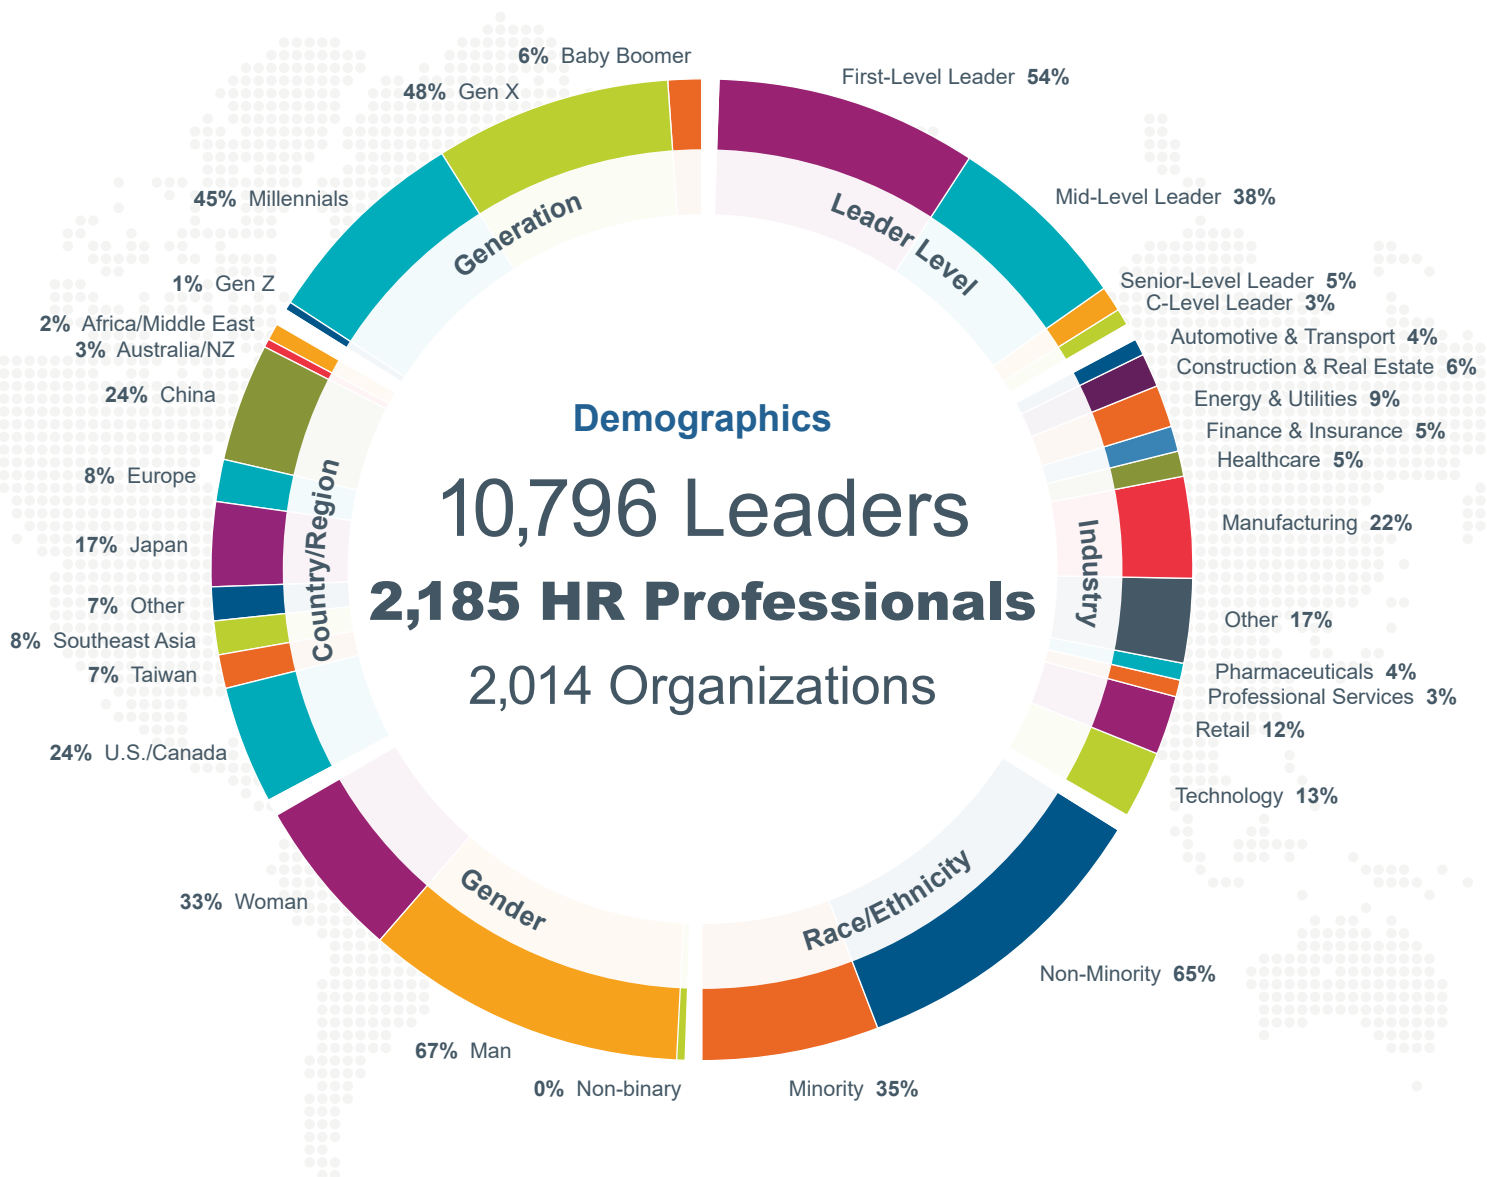 Demographics
10,796 Leaders
2,185 HR Professionals
2,014 Organizations
Leader Level
First-Level Leader 54%
Mid-Level Leader 38%
Senior-Level Leader 5%
C-Level Leader 3%
Industry
Automotive & Transport 4%
Construction & Real Estate 6%
Energy & Utilities 9%
Finance & Insurance 5%
Healthcare 5%
Manufacturing 22%
Other 17%
Pharmaceuticals 4%
Professional Services 3%
Retail 12%
Technology 13%
Race/Ethnicity
Non-Minority 65%
Minority 35%
Gender
0% Non-binary
67% Man
33% Woman
Country/Region
24% U.S./Canada
7% Taiwan
8% Southeast Asia
7% Other
17% Japan
8% Europe
24% China
3% Australia/NZ
2% Africa/Middle East
Generation
1% Gen Z
45% Millennials
48% Gen X
6% Baby Boomer